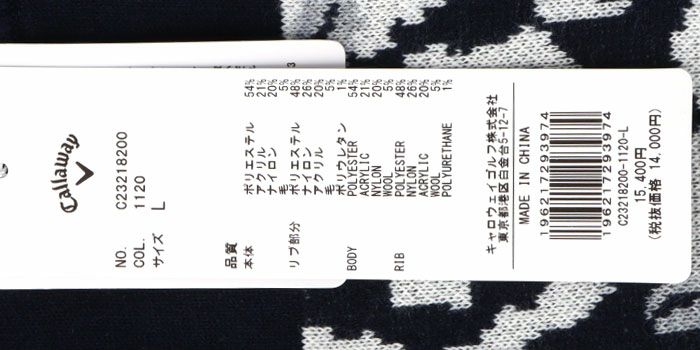 Callaway
NO. C23218200
COL. 1120
サイズ L
品質
本体 ポリエステル 54%
アクリル 21%
ナイロン 20%
毛 5%
リブ部分 ポリエステル 48%
ナイロン 26%
アクリル 20%
毛 5%
ポリウレタン 1%
BODY POLYESTER 54%
ACRYLIC 21%
NYLON 20%
WOOL 5%
RIB POLYESTER 48%
NYLON 26%
ACRYLIC 20%
WOOL 5%
POLYURETHANE 1%
キャロウェイゴルフ株式会社
東京都港区白金台5-12-7
MADE IN CHINA
196217293974
196217293974
C23218200-1120-L
15,400円
(税抜価格 14,000円)